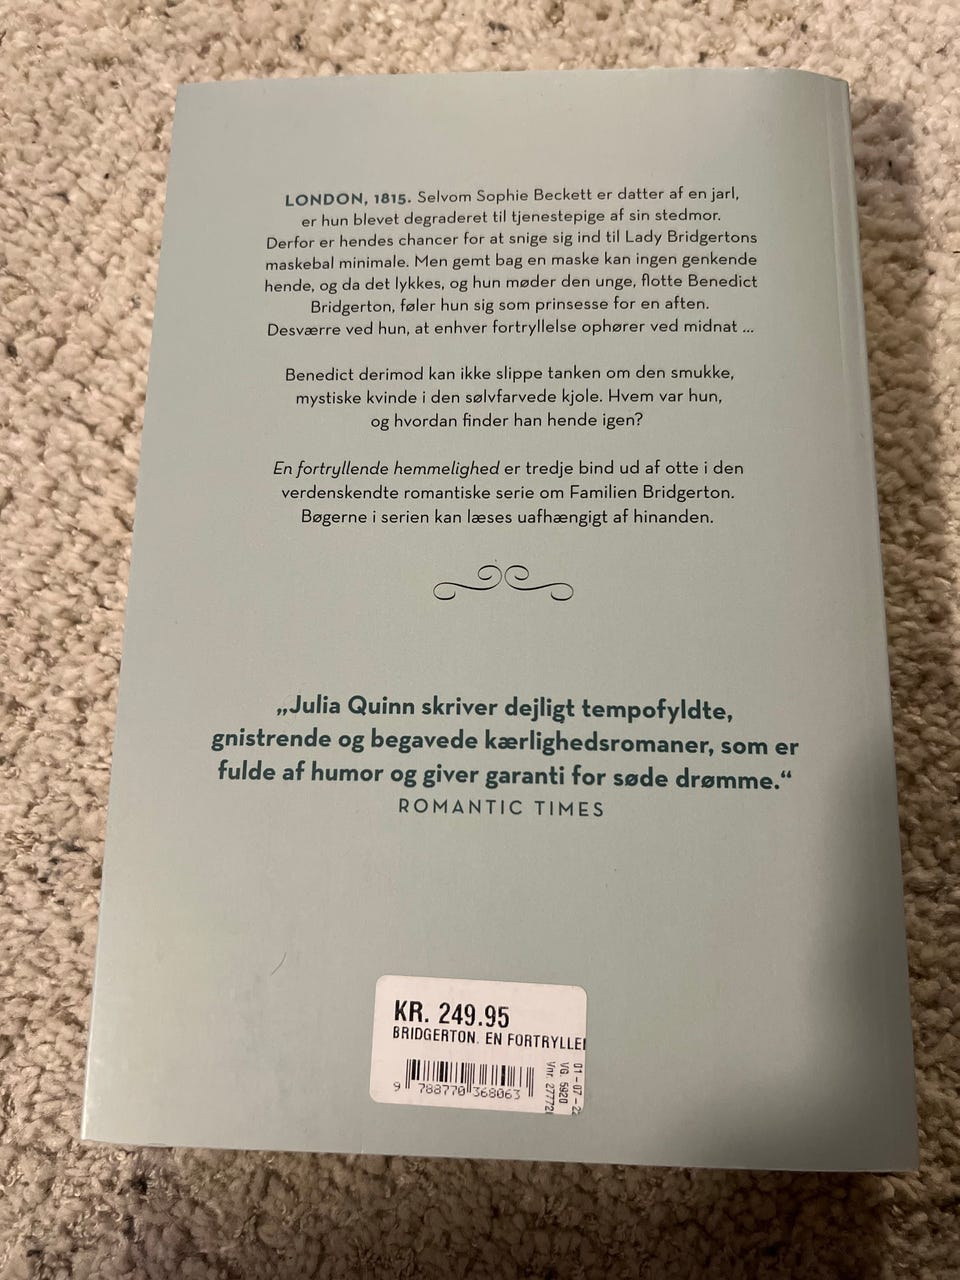 LONDON, 1815. Selvom Sophie Beckett er datter af en jarl,
er hun blevet degraderet til tjenestepige af sin stedmor.
Derfor er hendes chancer for at snige sig ind til Lady Bridgertons
maskebal minimale. Men gemt bag en maske kan ingen genkende
hende, og da det lykkes, og hun møder den unge, flotte Benedict
Bridgerton, føler hun sig som prinsesse for en aften.
Desværre ved hun, at enhver fortryllelse ophører ved midnat ...
Benedict derimod kan ikke slippe tanken om den smukke,
mystiske kvinde i den sølvfarvede kjole. Hvem var hun,
og hvordan finder han hende igen?
En fortryllende hemmelighed er tredje bind ud af otte i den
verdenskendte romantiske serie om Familien Bridgerton.
Bøgerne i serien kan læses uafhængigt af hinanden.
„Julia Quinn skriver dejligt tempofyldte,
gnistrende og begavede kærlighedsromaner, som er
fulde af humor og giver garanti for søde drømme.“
ROMANTIC TIMES
KR. 249.95
BRIDGERTON. EN FORTRYLLE
9 788770 368063
01-07-2
VG. 5920
Vnr. 27772